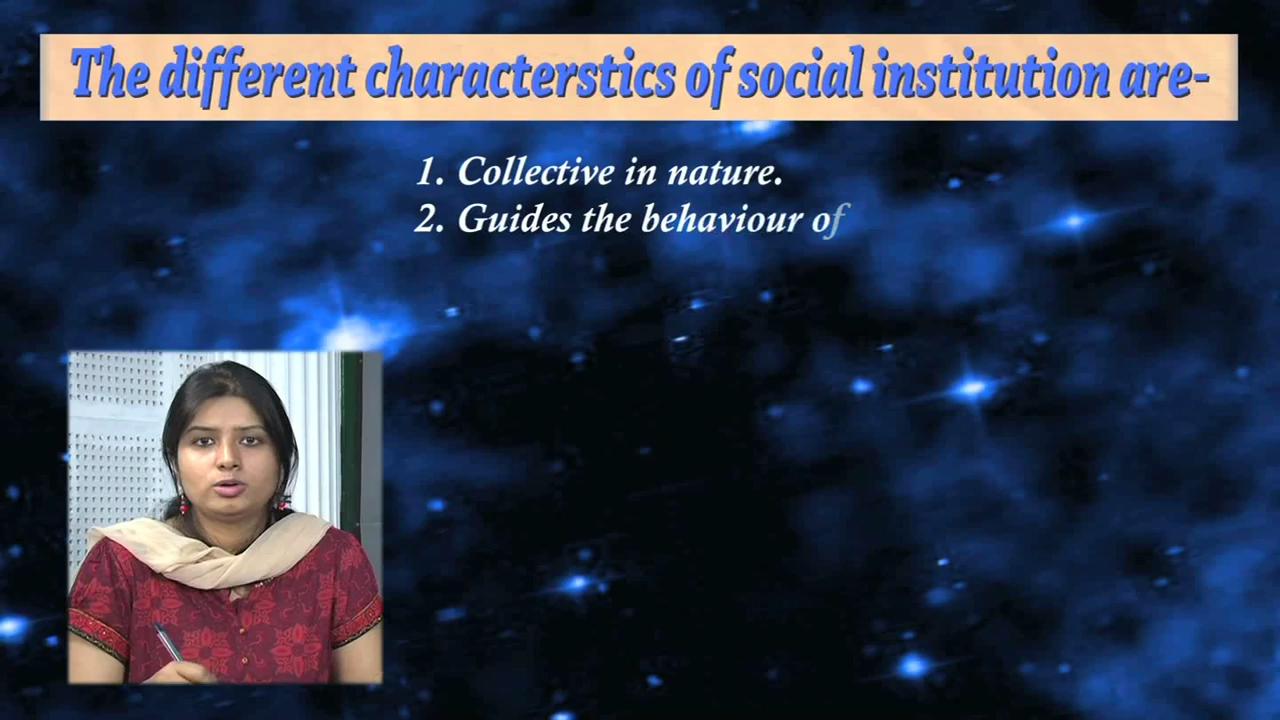 The different characterstics of social institution are-
1. Collective in nature.
2. Guides the behaviour of